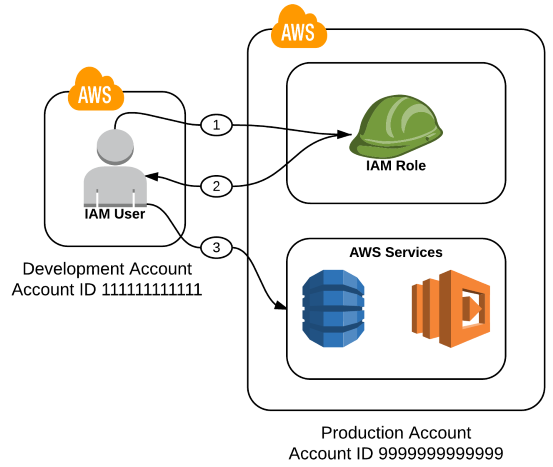 AWS
AWS
1
IAM Role
2
IAM User
3
AWS Services
Development Account
Account ID 111111111111
Production Account
Account ID 9999999999999